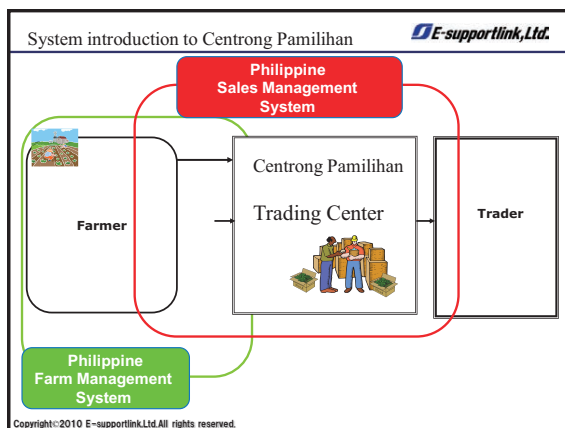 System introduction to Centrong Pamilihan
E-supportlink,Ltd.
Philippine
Sales Management
System
Centrong Pamilihan
Trading Center
Farmer
Trader
Philippine
Farm Management
System
Copyright©2010 E-supportlink,Ltd.All rights reserved.